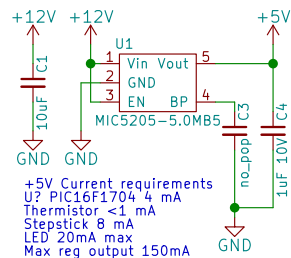 +12V +12V +5V
U1
C1
10uF
1 Vin Vout 5
2 GND
3 EN BP 4
MIC5205-5.0MB5
C3
no_pop
C4
1uF 10V
GND GND
GND
+5V Current requirements
U? PIC16F1704 4 mA
Thermistor <1 mA
Stepstick 8 mA
LED 20mA max
Max reg output 150mA